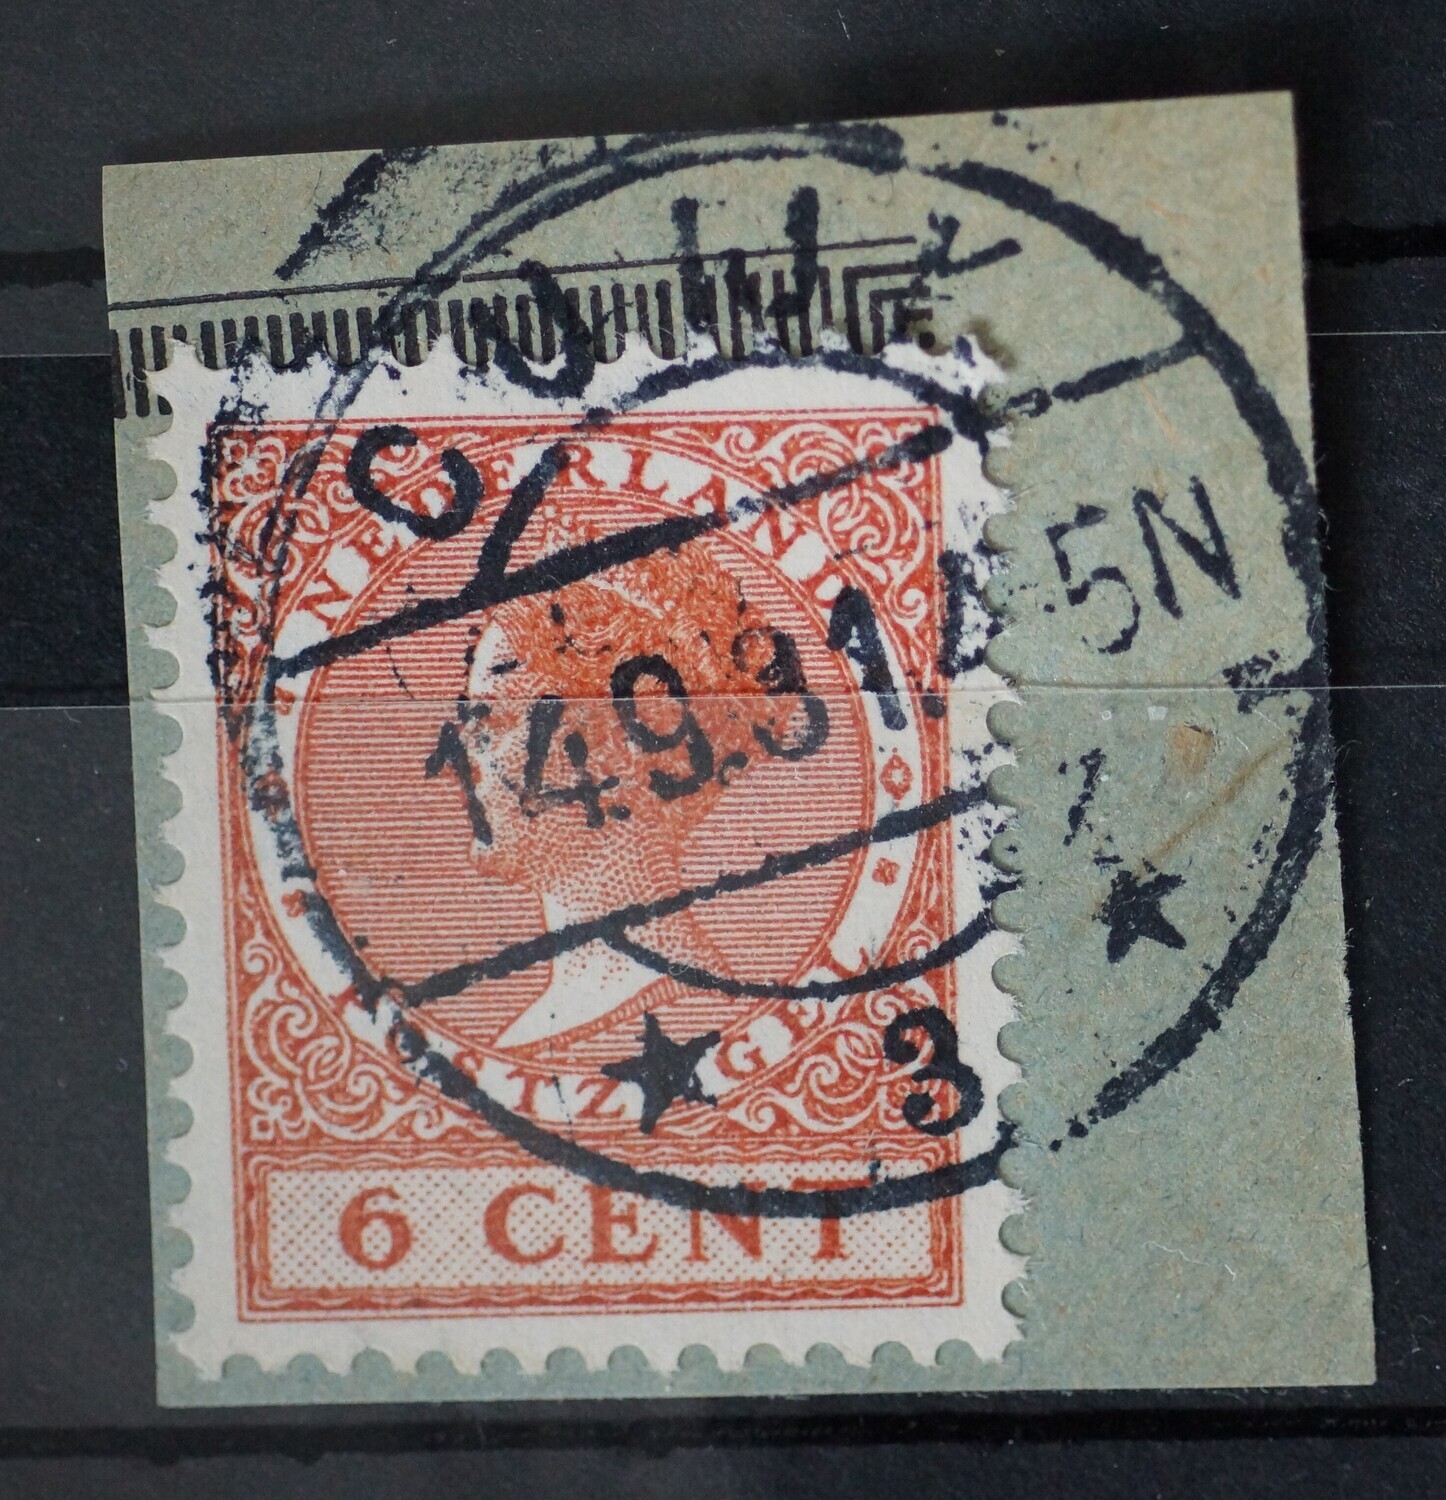 NEDERLAND
14.9.31.
5N
★ 3 ★
POSTZEGEL
6 CENT